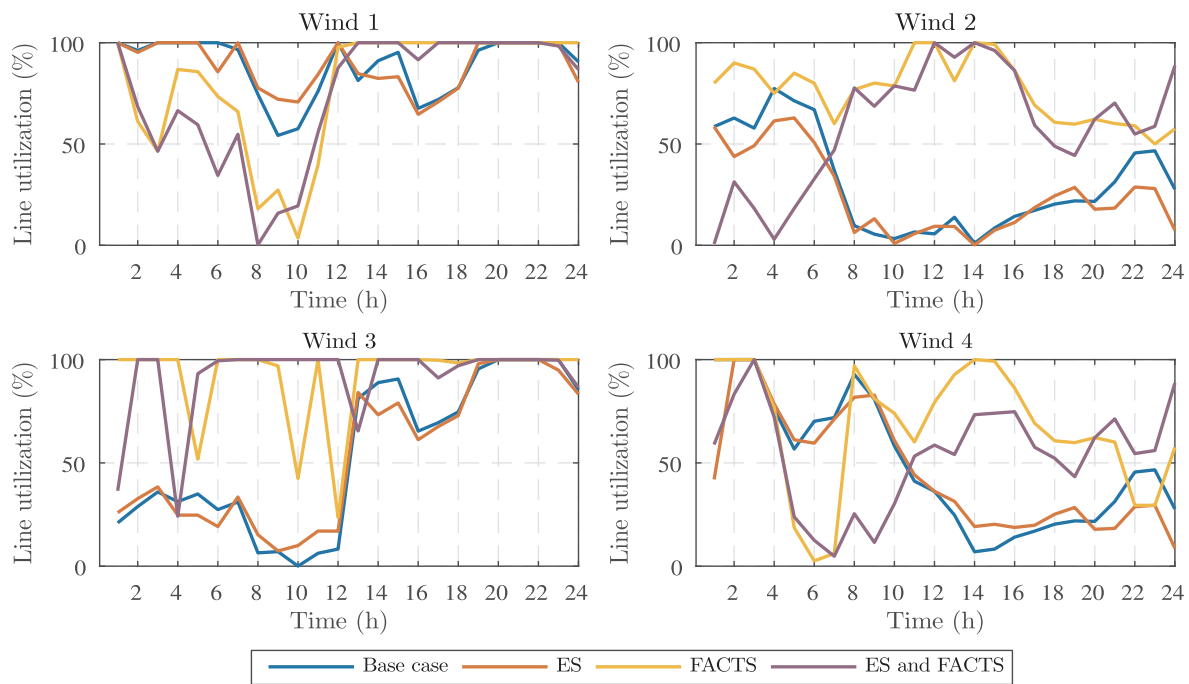 Wind 1
Line utilization (%)
100
50
0
2 4 6 8 10 12 14 16 18 20 22 24
Time (h)
Wind 2
Line utilization (%)
100
50
0
2 4 6 8 10 12 14 16 18 20 22 24
Time (h)
Wind 3
Line utilization (%)
100
50
0
2 4 6 8 10 12 14 16 18 20 22 24
Time (h)
Wind 4
Line utilization (%)
100
50
0
2 4 6 8 10 12 14 16 18 20 22 24
Time (h)
Base case ES FACTS ES and FACTS